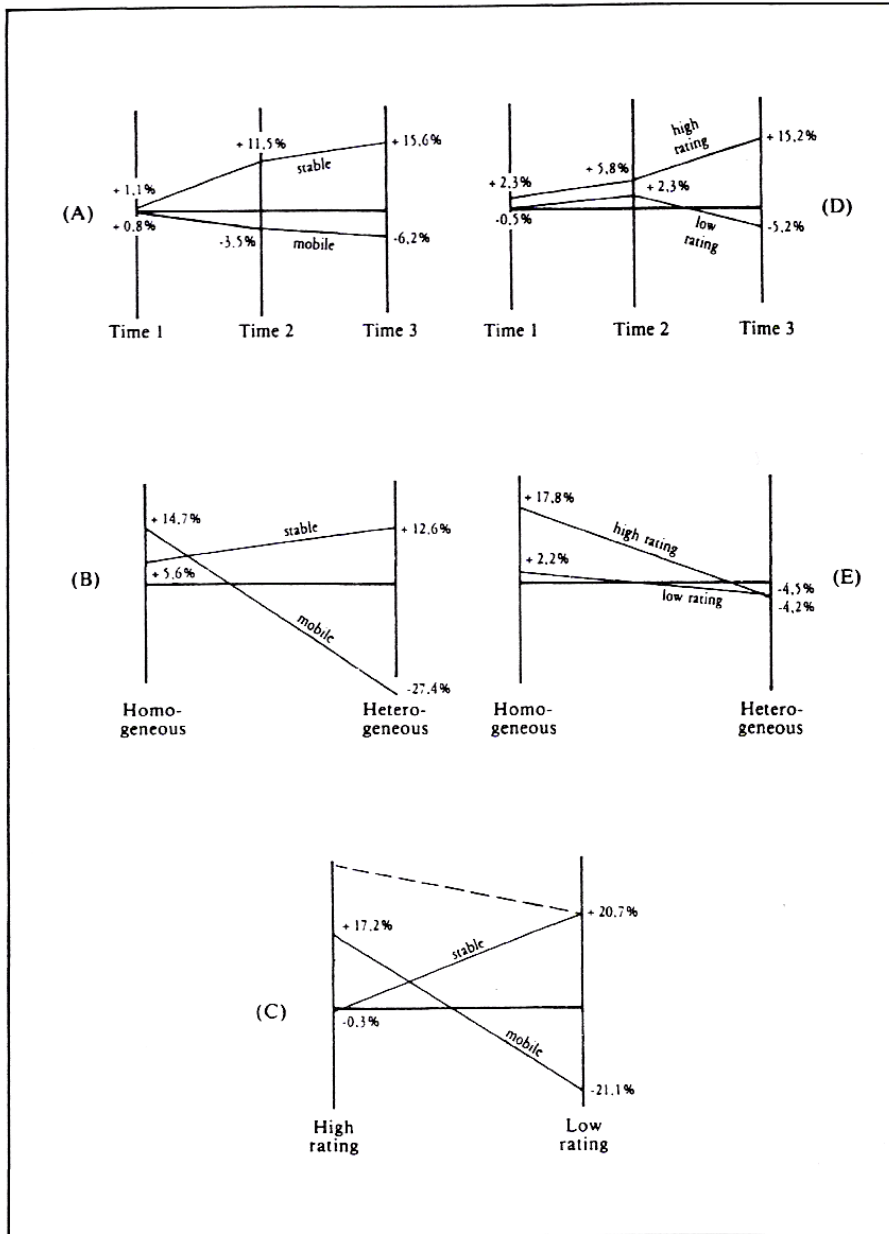 + 11,5%
+ 15,6%
stable
+ 1,1%
(A)
+ 0.8%
-3.5%
mobile
-6,2%
Time 1
Time 2
Time 3
high
rating
+ 15,2%
+ 5,8%
+ 2,3%
+ 2,3%
(D)
-0,5%
low
rating
-5,2%
Time 1
Time 2
Time 3
+ 14,7%
stable
+ 12,6%
(B)
+ 5,6%
mobile
-27.4%
Homo-
geneous
Hetero-
geneous
+ 17,8%
high rating
+ 2,2%
low rating
-4,5%
-4,2%
(E)
Homo-
geneous
Hetero-
geneous
+ 17,2%
stable
+ 20,7%
(C)
-0.3%
mobile
-21,1%
High
rating
Low
rating